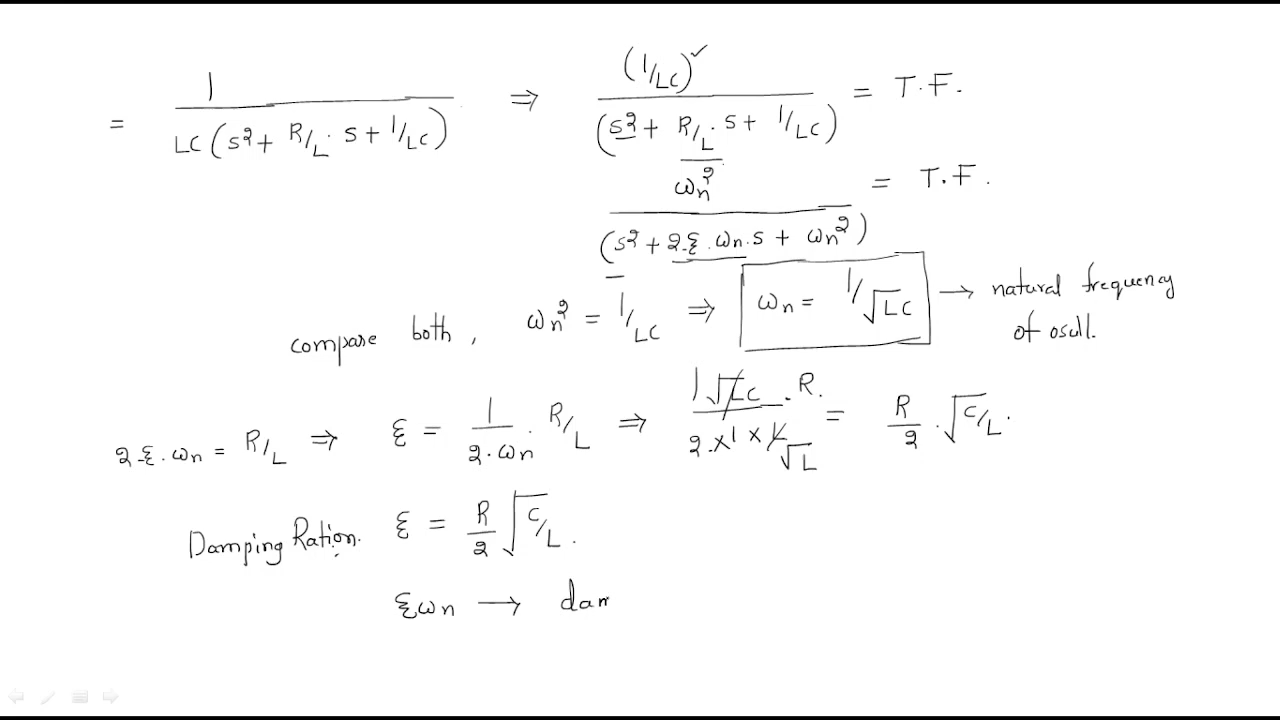 = 1 / LC(s² + R/L · s + 1/LC) ⇒ (1/LC)✓ / (s² + R/L · s + 1/LC) = T.F.
ωn² / (s² + 2·ξ·ωn·s + ωn²) = T.F.
compare both, ωn² = 1/LC ⇒ ωn = 1/√LC → natural frequency
of oscill.
2·ξ·ωn = R/L ⇒ ξ = 1/2·ωn · R/L ⇒ 1√LC · R. / 2 × 1 × L √L = R/2 · √C/L.
Damping Ration. ξ = R/2 √C/L.
ξωn → dam